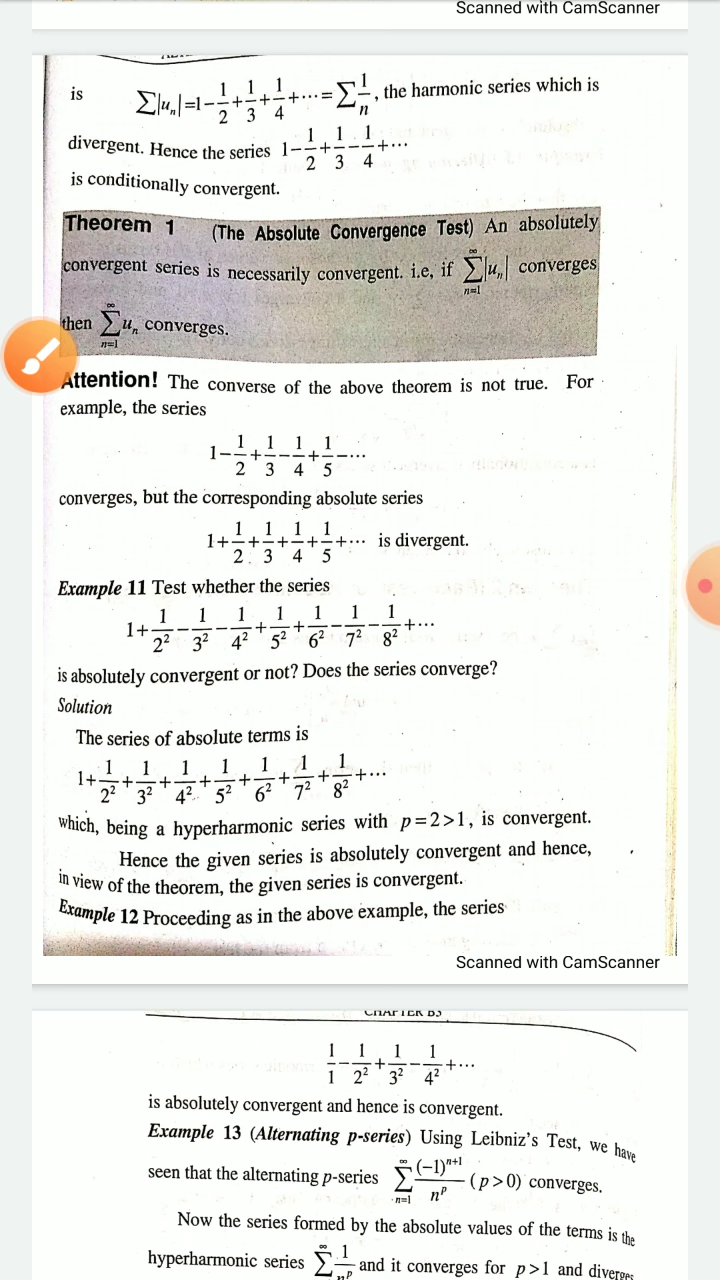 Scanned with CamScanner
is ∑|uₙ|=1-1/2+1/3+1/4+⋯=∑1/n, the harmonic series which is
divergent. Hence the series 1-1/2+1/3-1/4+⋯
is conditionally convergent.
Theorem 1 (The Absolute Convergence Test) An absolutely
convergent series is necessarily convergent. i.e, if ∑_{n=1}^{∞}|uₙ| converges
then ∑_{n=1}^{∞}uₙ converges.
Attention! The converse of the above theorem is not true. For
example, the series
1-1/2+1/3-1/4+1/5-⋯
converges, but the corresponding absolute series
1+1/2+1/3+1/4+1/5+⋯ is divergent.
Example 11 Test whether the series
1+1/2²-1/3²-1/4²+1/5²+1/6²-1/7²-1/8²+⋯
is absolutely convergent or not? Does the series converge?
Solution
The series of absolute terms is
1+1/2²+1/3²+1/4²+1/5²+1/6²+1/7²+1/8²+⋯
which, being a hyperharmonic series with p=2>1, is convergent.
Hence the given series is absolutely convergent and hence,
in view of the theorem, the given series is convergent.
Example 12 Proceeding as in the above example, the series
Scanned with CamScanner
CHAPTER B3
1/1-1/2²+1/3²-1/4²+⋯
is absolutely convergent and hence is convergent.
Example 13 (Alternating p-series) Using Leibniz's Test, we have
seen that the alternating p-series ∑_{n=1}^{∞}(-1)ⁿ⁺¹/nᵖ (p>0) converges.
Now the series formed by the absolute values of the terms is the
hyperharmonic series ∑^{∞}1/nᵖ and it converges for p>1 and diverges